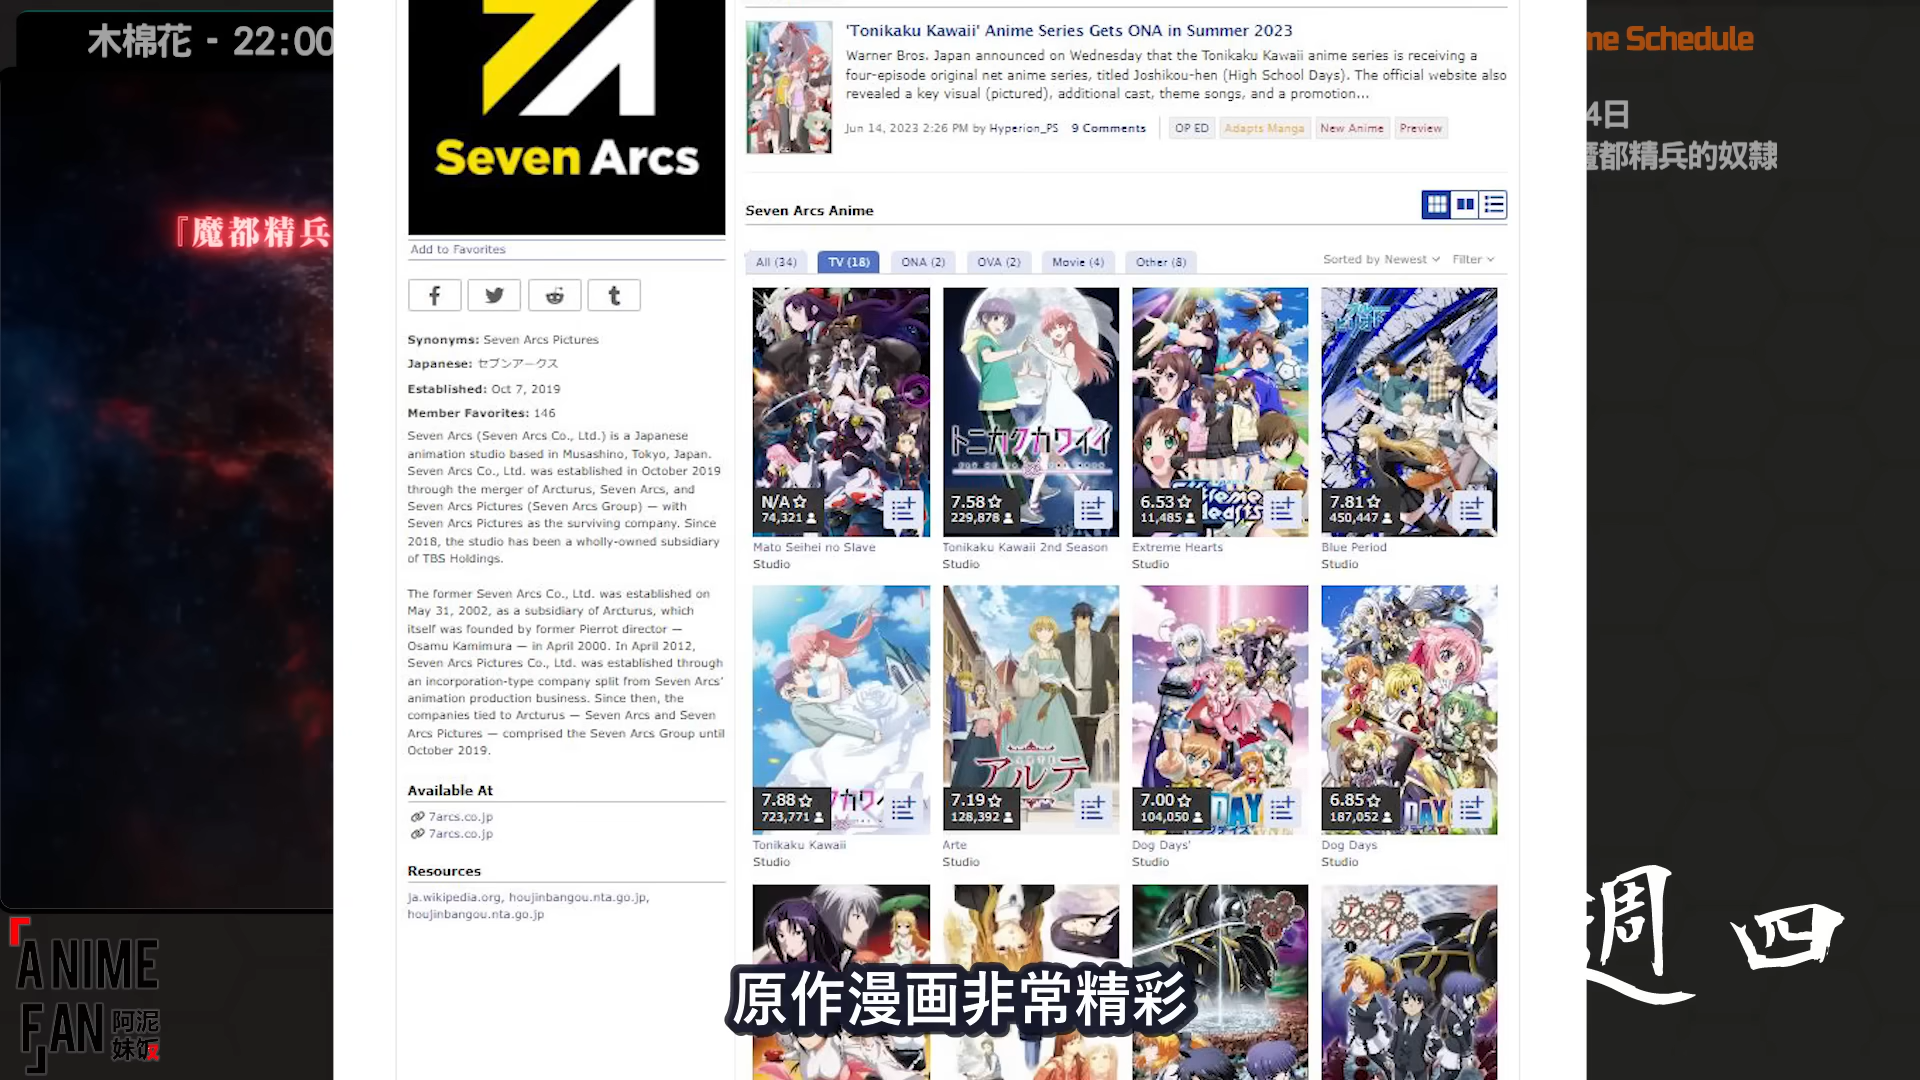 木棉花 - 22:00
me Schedule
4日
魔都精兵的奴隸
『魔都精兵
Seven Arcs
Add to Favorites
Synonyms: Seven Arcs Pictures
Japanese: セブンアークス
Established: Oct 7, 2019
Member Favorites: 146
Seven Arcs (Seven Arcs Co., Ltd.) is a Japanese
animation studio based in Musashino, Tokyo, Japan.
Seven Arcs Co., Ltd. was established in October 2019
through the merger of Arcturus, Seven Arcs, and
Seven Arcs Pictures (Seven Arcs Group) — with
Seven Arcs Pictures as the surviving company. Since
2018, the studio has been a wholly-owned subsidiary
of TBS Holdings.
The former Seven Arcs Co., Ltd. was established on
May 31, 2002, as a subsidiary of Arcturus, which
itself was founded by former Pierrot director —
Osamu Kamimura — in April 2000. In April 2012,
Seven Arcs Pictures Co., Ltd. was established through
an incorporation-type company split from Seven Arcs'
animation production business. Since then, the
companies tied to Arcturus — Seven Arcs and Seven
Arcs Pictures — comprised the Seven Arcs Group until
October 2019.
Available At
7arcs.co.jp
7arcs.co.jp
Resources
ja.wikipedia.org, houjinbangou.nta.go.jp,
houjinbangou.nta.go.jp
'Tonikaku Kawaii' Anime Series Gets ONA in Summer 2023
Warner Bros. Japan announced on Wednesday that the Tonikaku Kawaii anime series is receiving a
four-episode original net anime series, titled Joshikou-hen (High School Days). The official website also
revealed a key visual (pictured), additional cast, theme songs, and a promotion...
Jun 14, 2023 2:26 PM by Hyperion_PS 9 Comments OP ED Adapts Manga New Anime Preview
Seven Arcs Anime
All (34) TV (18) ONA (2) OVA (2) Movie (4) Other (8) Sorted by Newest Filter
トニカクカワイイ
ブルーピリオド
N/A
74,321
7.58
229,878
6.53
11,485
Extreme
Hearts
7.81
450,447
Mato Seihei no Slave
Studio
Tonikaku Kawaii 2nd Season
Studio
Extreme Hearts
Studio
Blue Period
Studio
アルテ
7.88
723,771
7.19
128,392
7.00
104,050
DAY
6.85
187,052
DAY
Tonikaku Kawaii
Studio
Arte
Studio
Dog Days'
Studio
Dog Days
Studio
アスラ
クライ
原作漫画非常精彩
週四
ANIME
FAN
阿泥
妹饭